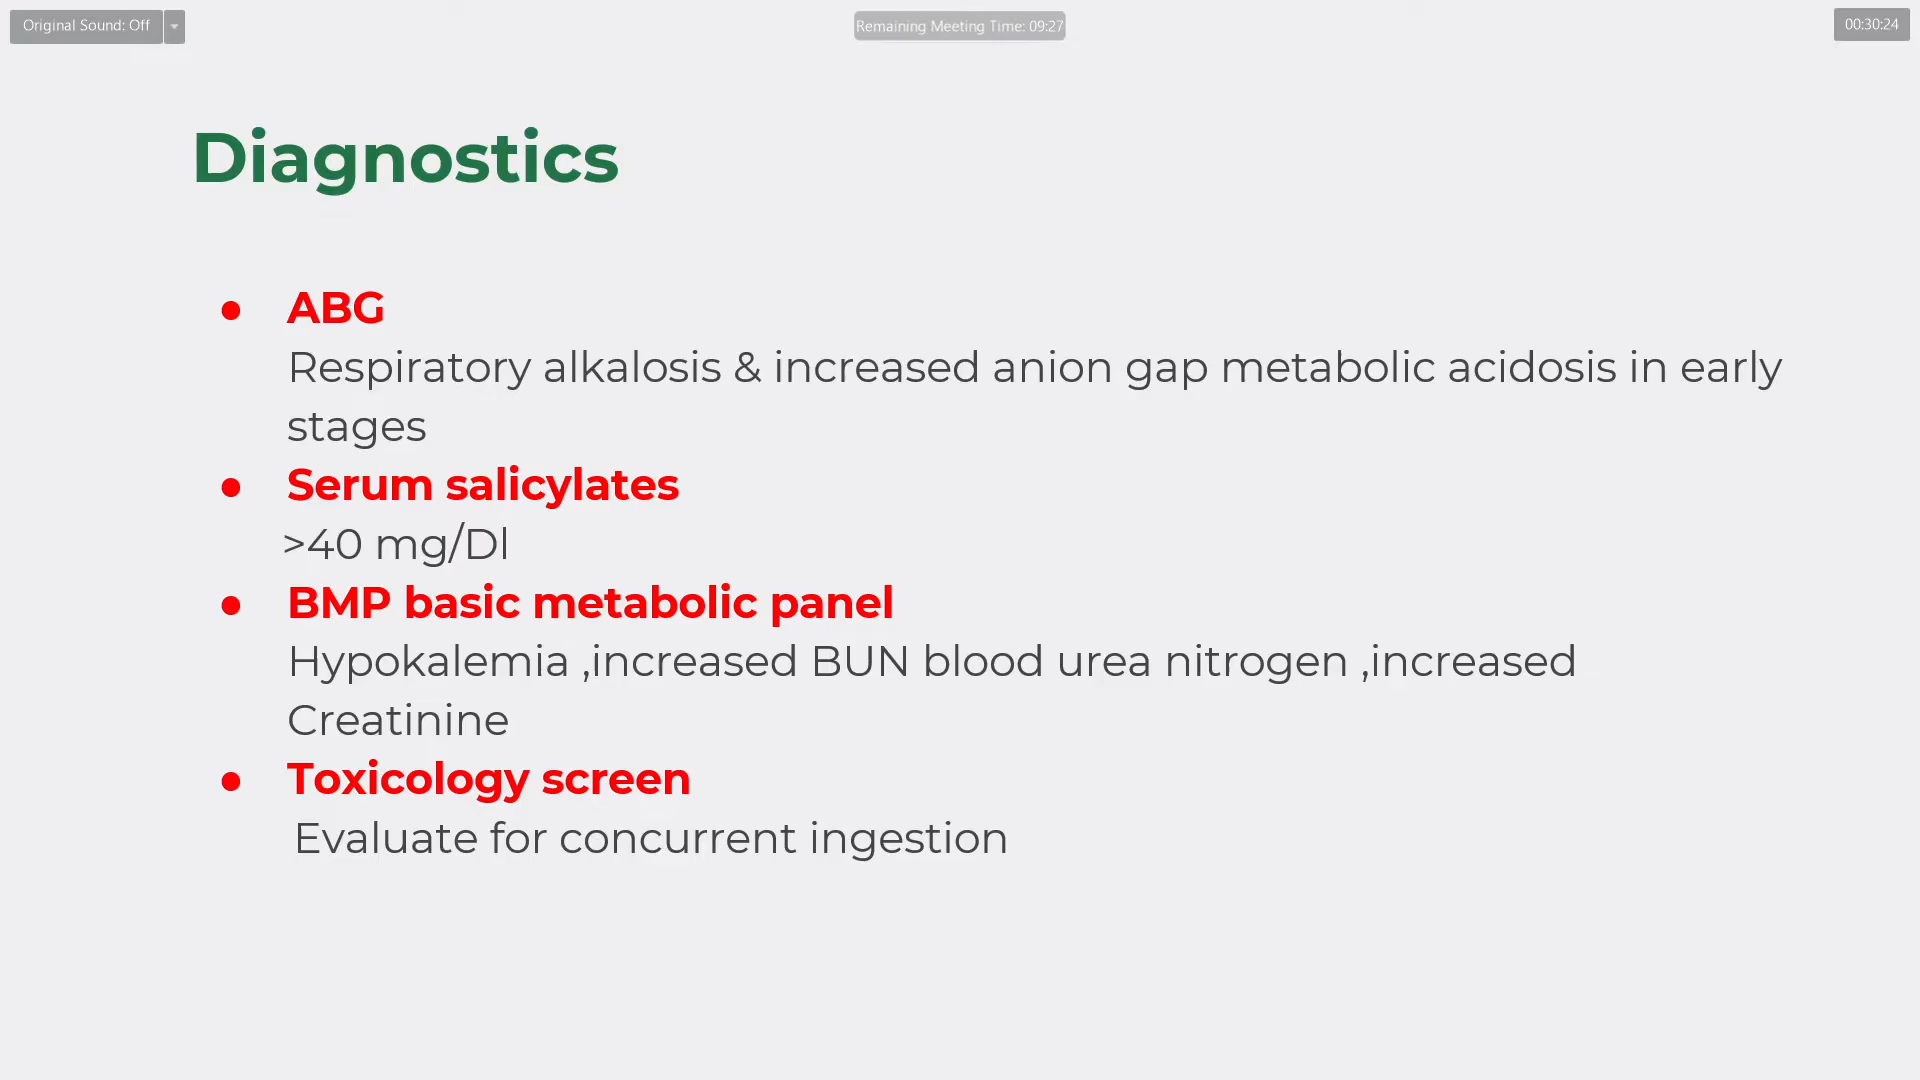 Original Sound: Off
Remaining Meeting Time: 09:27
00:30:24
Diagnostics
● ABG
Respiratory alkalosis & increased anion gap metabolic acidosis in early
stages
● Serum salicylates
>40 mg/Dl
● BMP basic metabolic panel
Hypokalemia ,increased BUN blood urea nitrogen ,increased
Creatinine
● Toxicology screen
Evaluate for concurrent ingestion